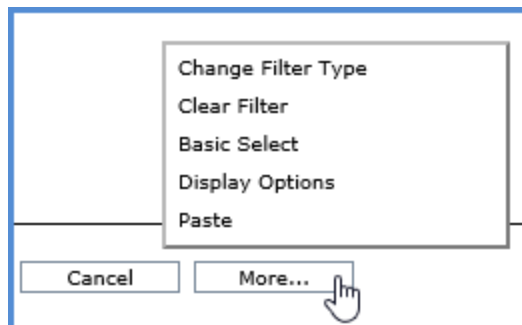 Change Filter Type
Clear Filter
Basic Select
Display Options
Paste
Cancel
More...